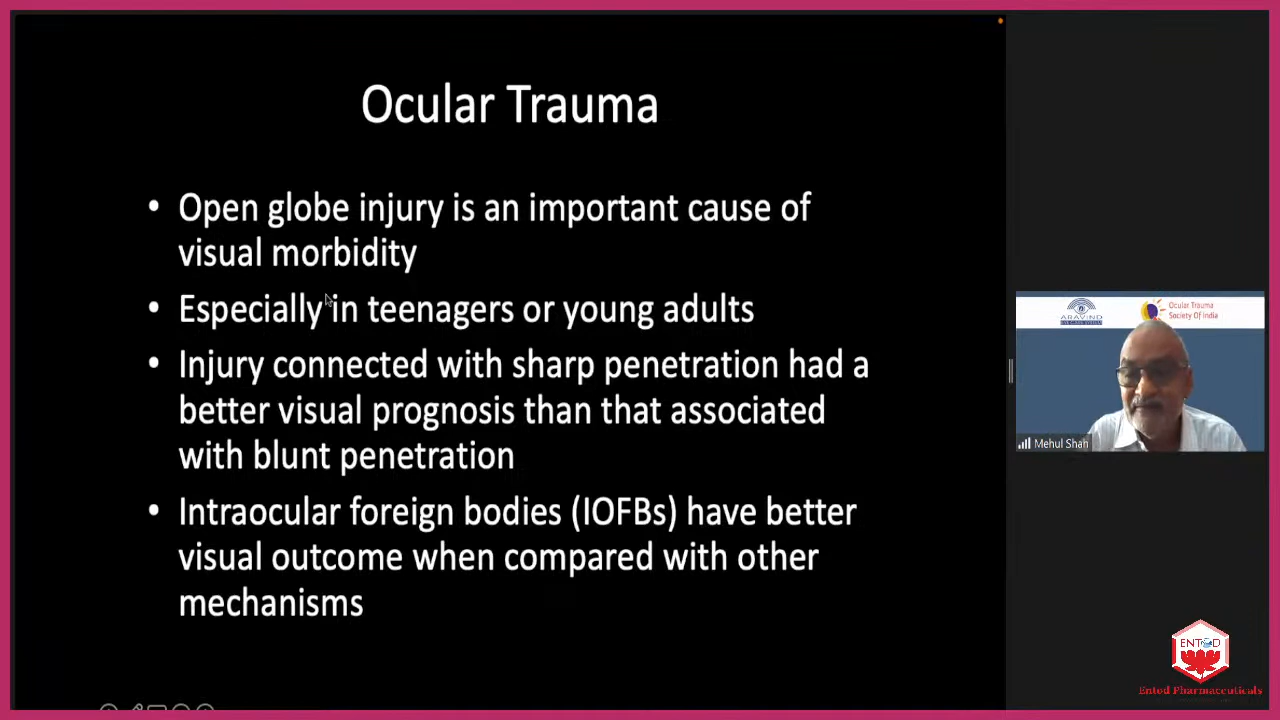 Ocular Trauma
• Open globe injury is an important cause of
visual morbidity
• Especially in teenagers or young adults
• Injury connected with sharp penetration had a
better visual prognosis than that associated
with blunt penetration
• Intraocular foreign bodies (IOFBs) have better
visual outcome when compared with other
mechanisms
ARAVIND
EYE CARE SYSTEM
Ocular Trauma
Society Of India
Mehul Shah
ENTOD
Entod Pharmaceuticals